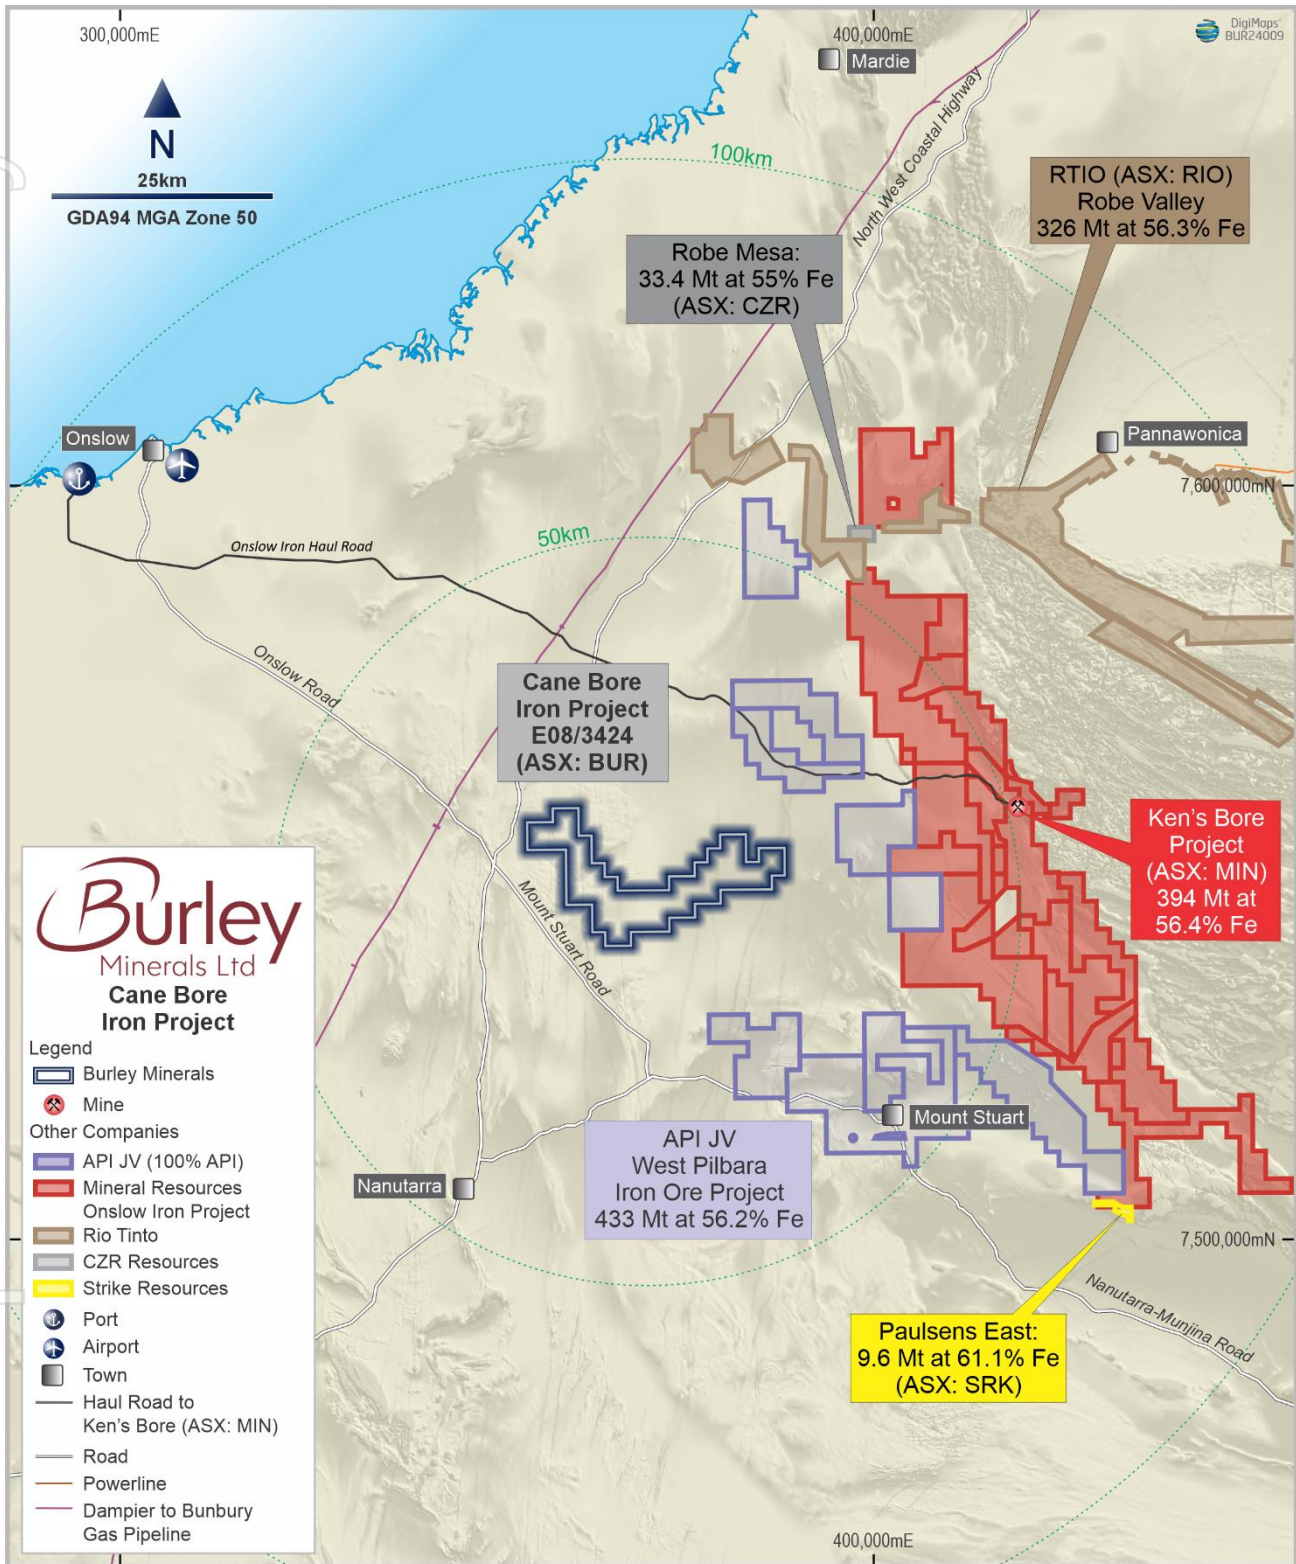 300,000mE
400,000mE
DigiMaps
BUR24009
Mardie
N
25km
GDA94 MGA Zone 50
100km
North West Coastal Highway
RTIO (ASX: RIO)
Robe Valley
326 Mt at 56.3% Fe
Robe Mesa:
33.4 Mt at 55% Fe
(ASX: CZR)
Onslow
Pannawonica
7,600,000mN
50km
Onslow Iron Haul Road
Onslow Road
Cane Bore
Iron Project
E08/3424
(ASX: BUR)
Ken's Bore
Project
(ASX: MIN)
394 Mt at
56.4% Fe
Mount Stuart Road
Mount Stuart
API JV
West Pilbara
Iron Ore Project
433 Mt at 56.2% Fe
Nanutarra
7,500,000mN
Nanutarra-Munjina Road
Paulsens East:
9.6 Mt at 61.1% Fe
(ASX: SRK)
400,000mE
Burley
Minerals Ltd
Cane Bore
Iron Project
Legend
Burley Minerals
Mine
Other Companies
API JV (100% API)
Mineral Resources
Onslow Iron Project
Rio Tinto
CZR Resources
Strike Resources
Port
Airport
Town
Haul Road to
Ken's Bore (ASX: MIN)
Road
Powerline
Dampier to Bunbury
Gas Pipeline